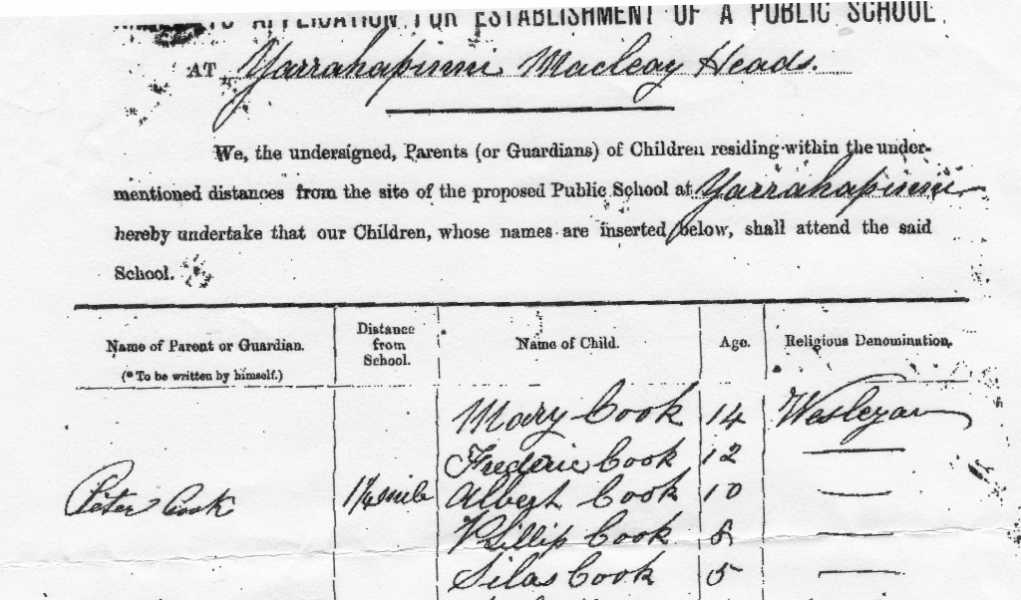 TO APPLICATION FOR ESTABLISHMENT OF A PUBLIC SCHOOL
AT Yarrahapinni Macleay Heads.
We, the undersigned, Parents (or Guardians) of Children residing within the under-
mentioned distances from the site of the proposed Public School at Yarrahapinni
hereby undertake that our Children, whose names are inserted below, shall attend the said
School.
Name of Parent or Guardian.
(* To be written by himself.)
Distance
from
School.
Name of Child.
Age.
Religious Denomination.
Mary Cook 14 Wesleyan
Frederic Cook 12
Peter Cook 1¼ mile Albert Cook 10
Phillip Cook 8
Silas Cook 5